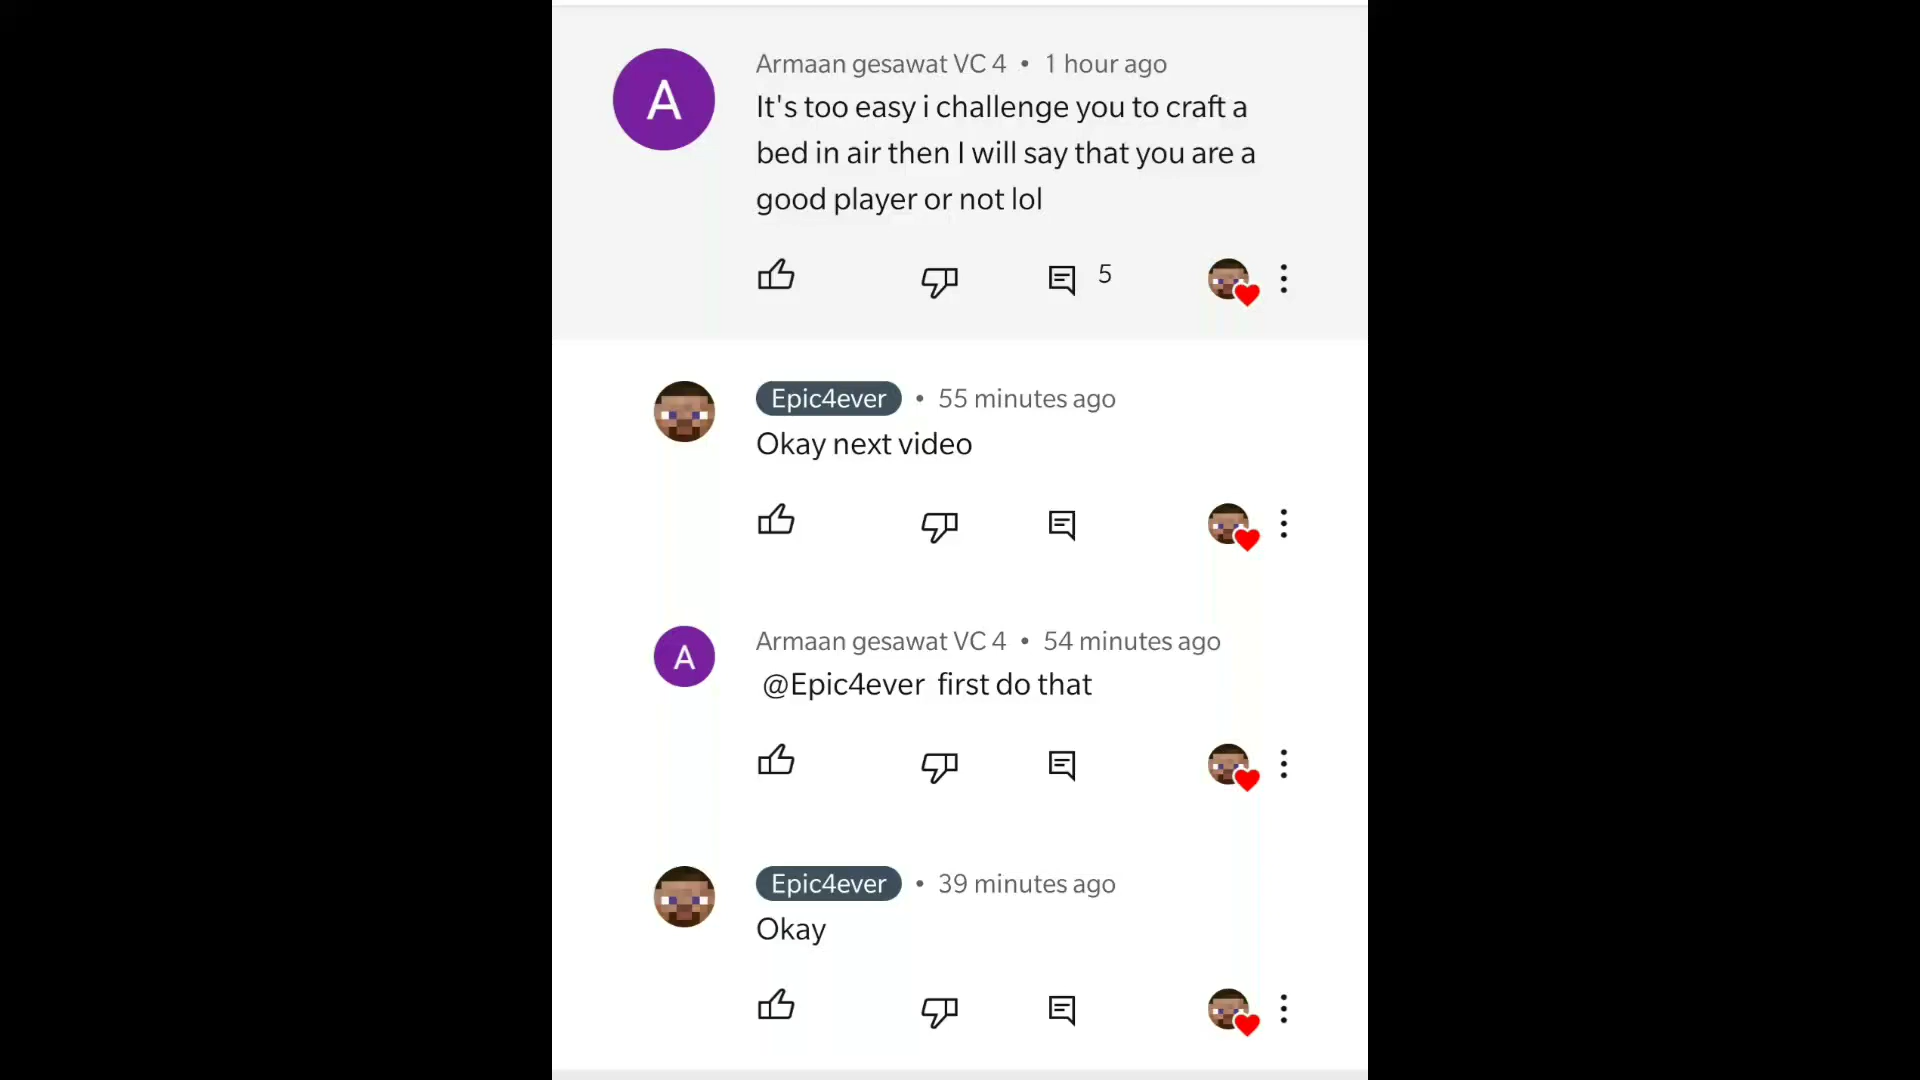 Armaan gesawat VC 4 • 1 hour ago
It's too easy i challenge you to craft a
bed in air then I will say that you are a
good player or not lol
5
Epic4ever • 55 minutes ago
Okay next video
Armaan gesawat VC 4 • 54 minutes ago
@Epic4ever first do that
Epic4ever • 39 minutes ago
Okay
A
A